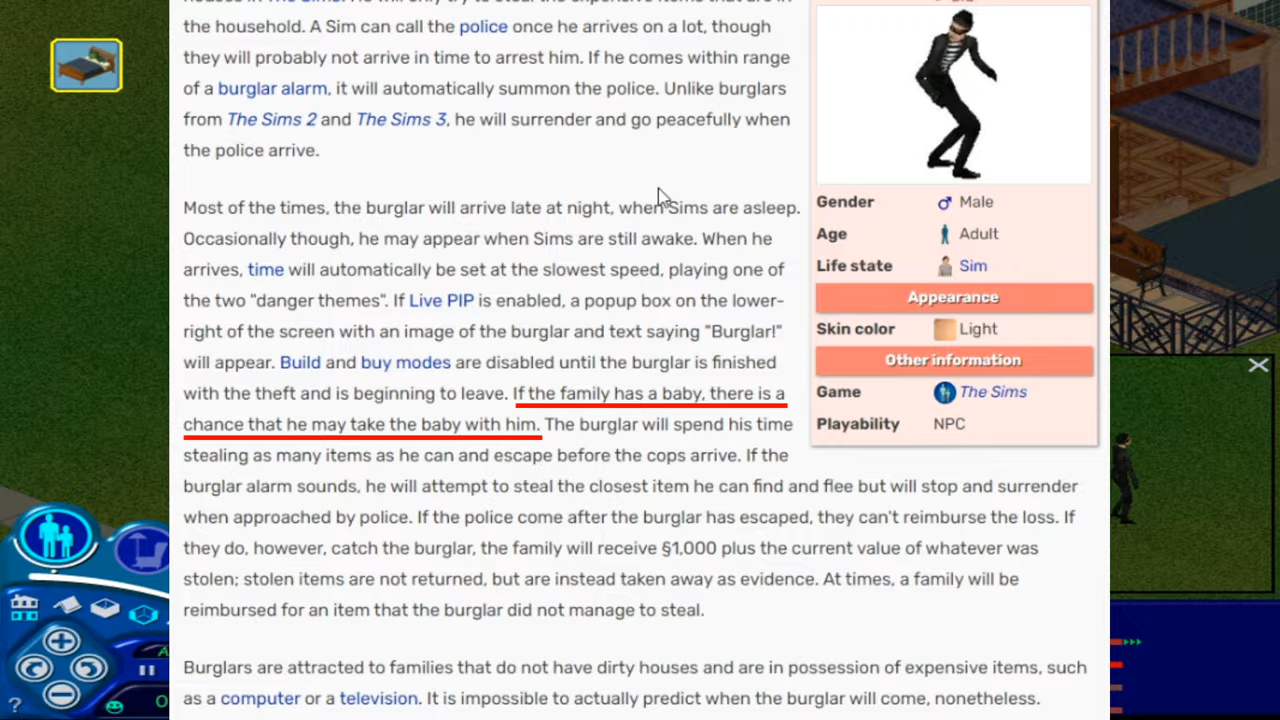 houses in The Sims. He will only try to steal the expensive items that are in
the household. A Sim can call the police once he arrives on a lot, though
they will probably not arrive in time to arrest him. If he comes within range
of a burglar alarm, it will automatically summon the police. Unlike burglars
from The Sims 2 and The Sims 3, he will surrender and go peacefully when
the police arrive.
Most of the times, the burglar will arrive late at night, when Sims are asleep.
Occasionally though, he may appear when Sims are still awake. When he
arrives, time will automatically be set at the slowest speed, playing one of
the two "danger themes". If Live PIP is enabled, a popup box on the lower-
right of the screen with an image of the burglar and text saying "Burglar!"
will appear. Build and buy modes are disabled until the burglar is finished
with the theft and is beginning to leave. If the family has a baby, there is a
chance that he may take the baby with him. The burglar will spend his time
stealing as many items as he can and escape before the cops arrive. If the
burglar alarm sounds, he will attempt to steal the closest item he can find and flee but will stop and surrender
when approached by police. If the police come after the burglar has escaped, they can't reimburse the loss. If
they do, however, catch the burglar, the family will receive §1,000 plus the current value of whatever was
stolen; stolen items are not returned, but are instead taken away as evidence. At times, a family will be
reimbursed for an item that the burglar did not manage to steal.
Burglars are attracted to families that do not have dirty houses and are in possession of expensive items, such
as a computer or a television. It is impossible to actually predict when the burglar will come, nonetheless.
Gender Male
Age Adult
Life state Sim
Appearance
Skin color Light
Other information
Game The Sims
Playability NPC
?